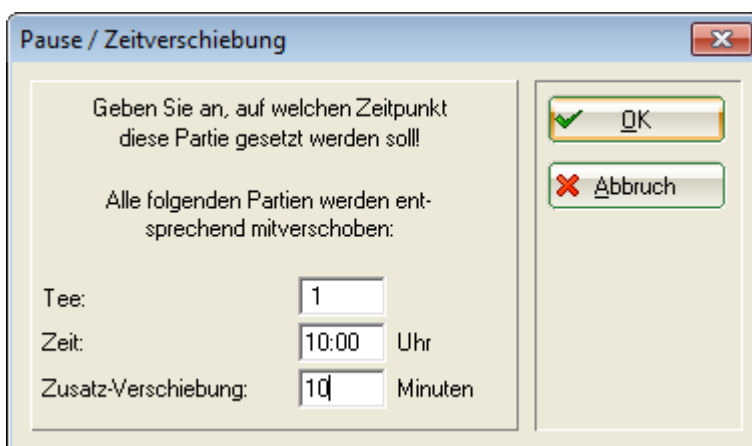 Pause / Zeitverschiebung
Geben Sie an, auf welchen Zeitpunkt
diese Partie gesetzt werden soll!
Alle folgenden Partien werden ent-
sprechend mitverschoben:
Tee: 1
Zeit: 10:00 Uhr
Zusatz-Verschiebung: 10 Minuten
OK
Abbruch